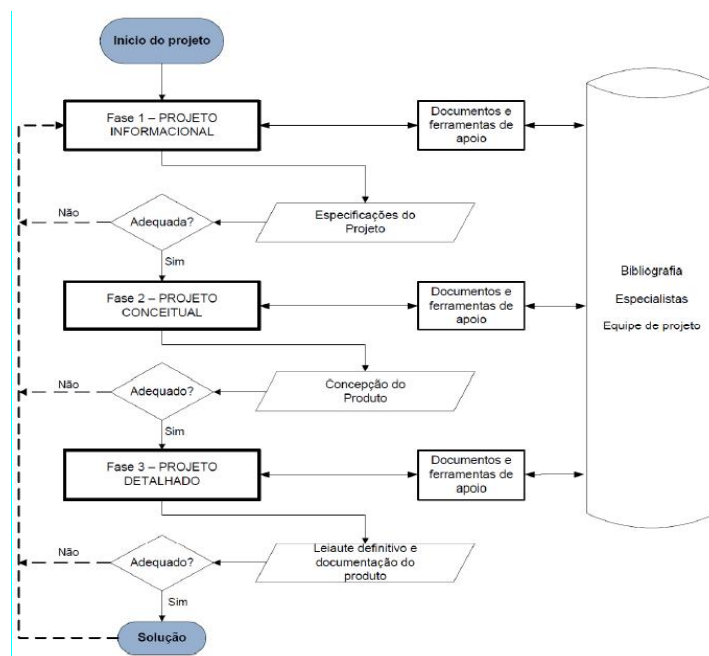 Início do projeto
Fase 1 – PROJETO
INFORMACIONAL
Documentos e
ferramentas de
apoio
Não
Adequada?
Especificações do
Projeto
Sim
Bibliografia
Especialistas
Equipe de projeto
Fase 2 – PROJETO
CONCEITUAL
Documentos e
ferramentas de
apoio
Não
Adequado?
Concepção do
Produto
Sim
Fase 3 – PROJETO
DETALHADO
Documentos e
ferramentas de
apoio
Não
Adequado?
Leiaute definitivo e
documentação do
produto
Sim
Solução